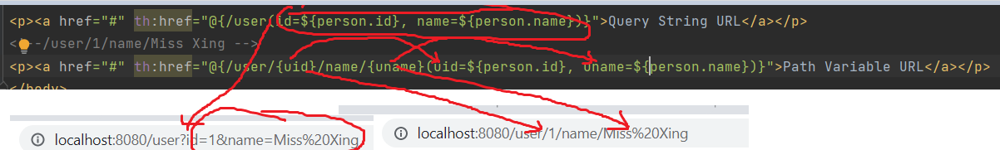 <p><a href="#" th:href="@{/user(id=${person.id}, name=${person.name})}">Query String URL</a></p>
<!--/user/1/name/Miss Xing -->
<p><a href="#" th:href="@{/user/{uid}/name/{uname}(uid=${person.id}, uname=${person.name})}">Path Variable URL</a></p>
</body>
localhost:8080/user?id=1&name=Miss%20Xing
localhost:8080/user/1/name/Miss%20Xing